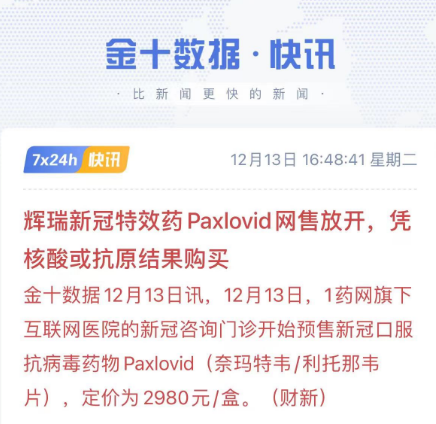 金十数据·快讯
·比新闻更快的新闻·
7x24h 快讯 12月13日 16:48:41 星期二
辉瑞新冠特效药Paxlovid网售放开，凭
核酸或抗原结果购买
金十数据12月13日讯，12月13日，1药网旗下
互联网医院的新冠咨询门诊开始预售新冠口服
抗病毒药物Paxlovid（奈玛特韦/利托那韦
片），定价为2980元/盒。（财新）